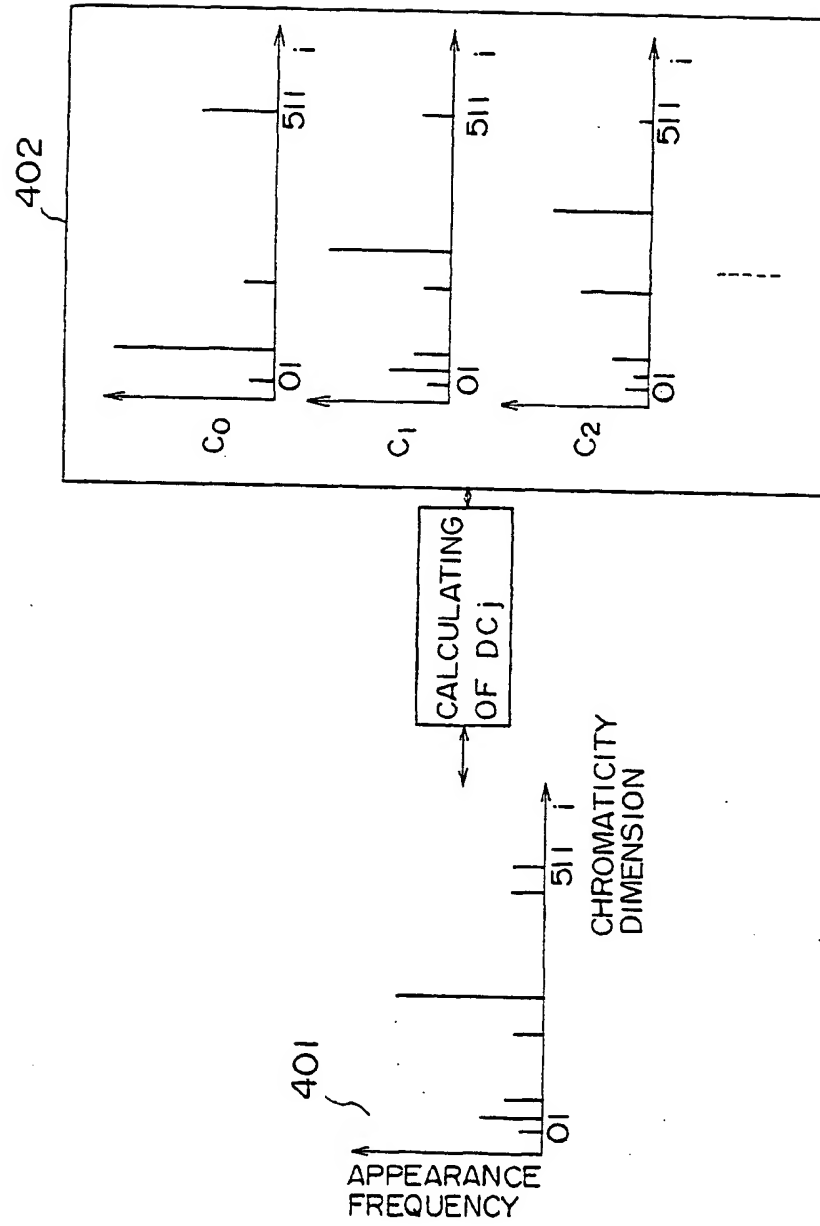 401
APPEARANCE
FREQUENCY
01
511
i
CHROMATICITY
DIMENSION
CALCULATING
OF DCj
402
C0
01
511
i
C1
01
511
i
C2
01
511
i